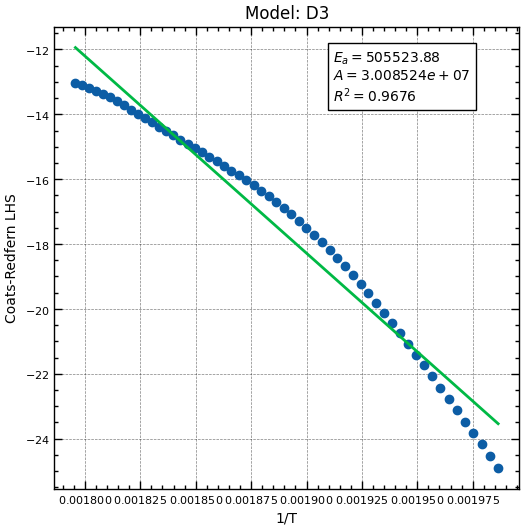 Model: D3
E_a = 505523.88
A = 3.008524e + 07
R² = 0.9676
−12
−14
−16
−18
−20
−22
−24
Coats-Redfern LHS
0.001800 0.001825 0.001850 0.001875 0.001900 0.001925 0.001950 0.001975
1/T